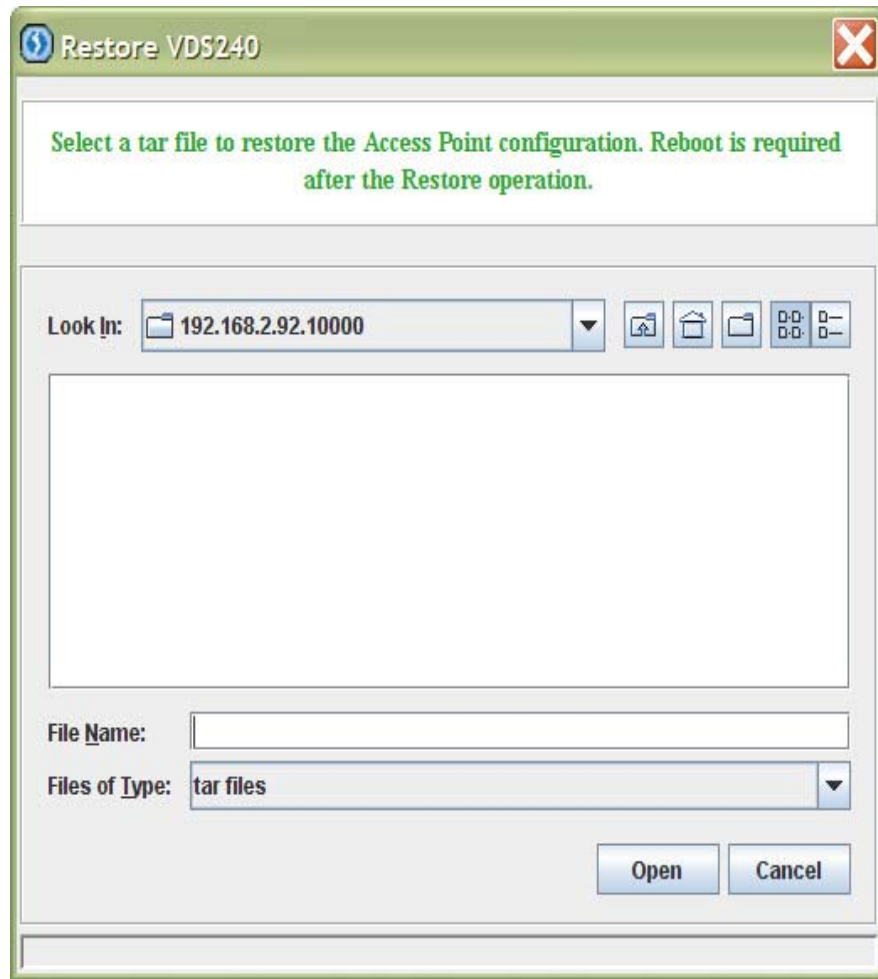 Restore VDS240
Select a tar file to restore the Access Point configuration. Reboot is required
after the Restore operation.
Look In: 192.168.2.92.10000
File Name:
Files of Type: tar files
Open Cancel